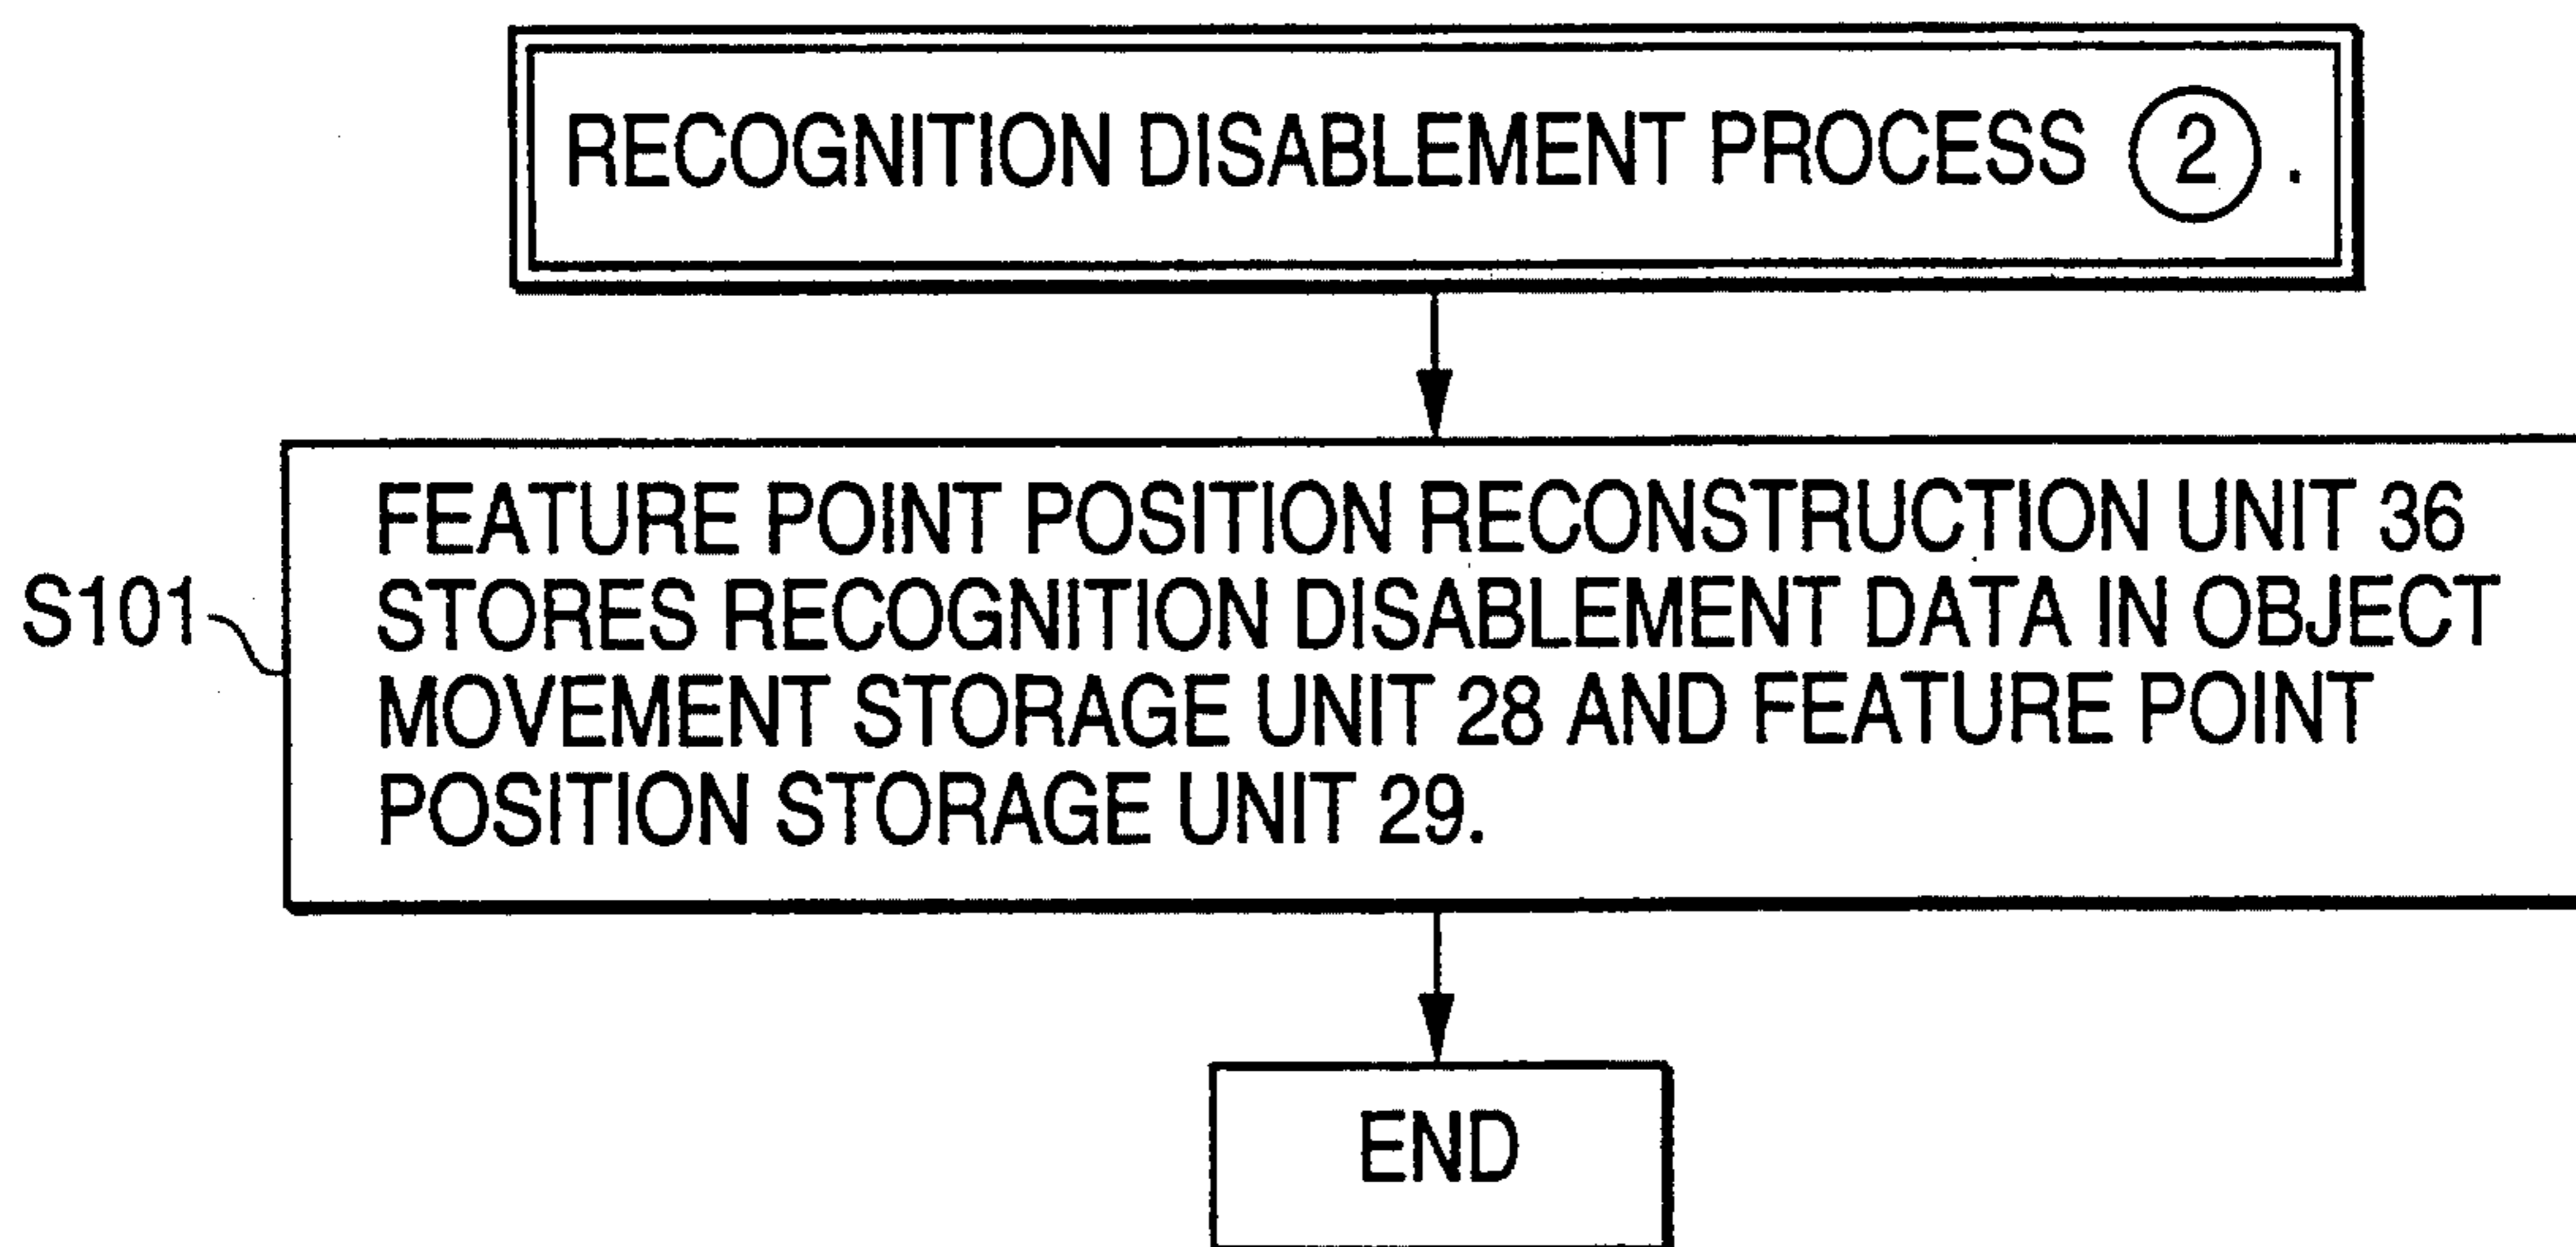 RECOGNITION DISABLEMENT PROCESS ② .
FEATURE POINT POSITION RECONSTRUCTION UNIT 36
S101
STORES RECOGNITION DISABLEMENT DATA IN OBJECT
MOVEMENT STORAGE UNIT 28 AND FEATURE POINT
POSITION STORAGE UNIT 29.
END